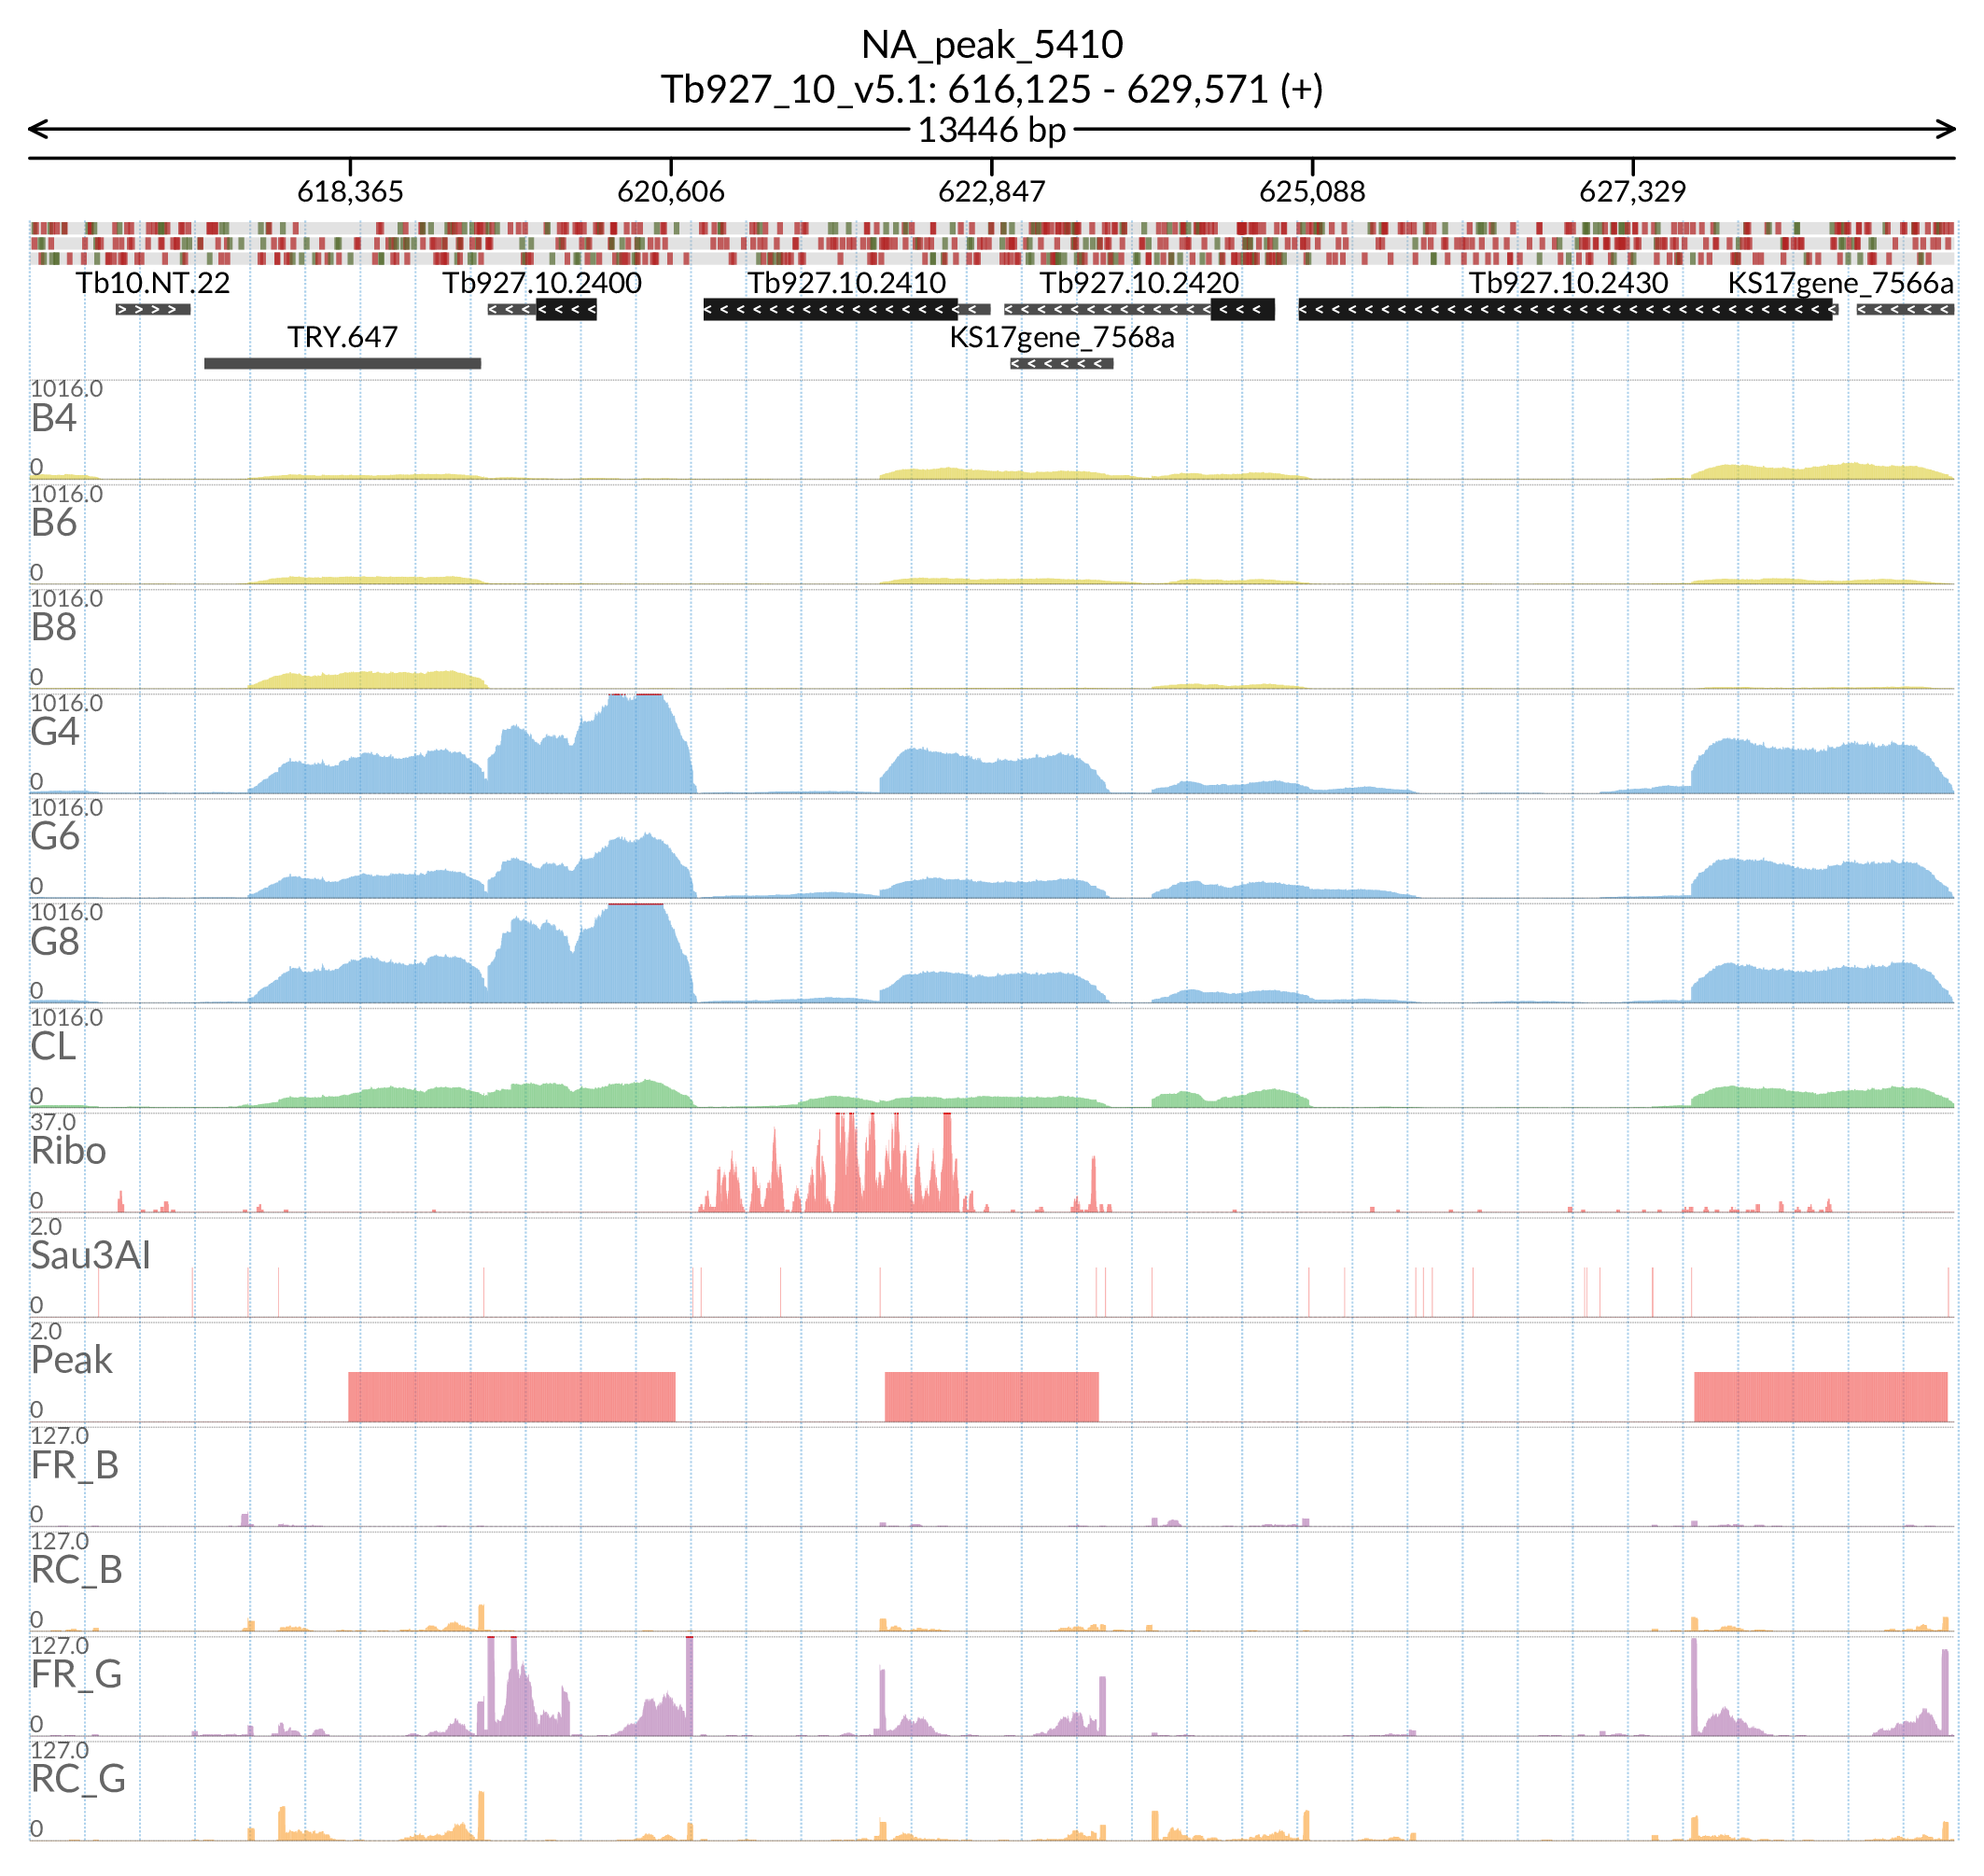 NA_peak_5410
Tb927_10_v5.1: 616,125 - 629,571 (+)
13446 bp
618,365 620,606 622,847 625,088 627,329
Tb10.NT.22 Tb927.10.2400 Tb927.10.2410 Tb927.10.2420 Tb927.10.2430 KS17gene_7566a
TRY.647 KS17gene_7568a
1016.0
B4
0
1016.0
B6
0
1016.0
B8
0
1016.0
G4
0
1016.0
G6
0
1016.0
G8
0
1016.0
CL
0
37.0
Ribo
0
2.0
Sau3AI
0
2.0
Peak
0
127.0
FR_B
0
127.0
RC_B
0
127.0
FR_G
0
127.0
RC_G
0